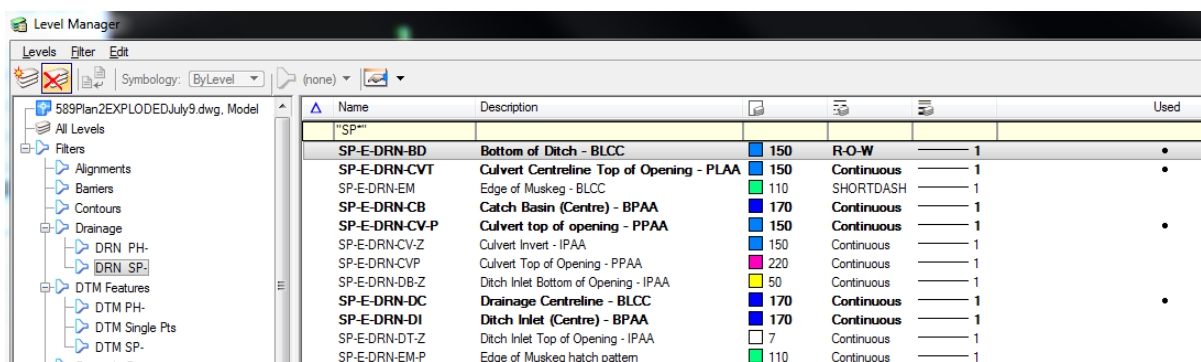 Level Manager
Levels Filter Edit
Symbology: ByLevel (none)
589Plan2EXPLODEDJuly9.dwg, Model
All Levels
Filters
Alignments
Barriers
Contours
Drainage
DRN PH-
DRN SP-
DTM Features
DTM PH-
DTM Single Pts
DTM SP-
Name Description Used
"SP*"
SP-E-DRN-BD Bottom of Ditch - BLCC 150 R-O-W 1
SP-E-DRN-CVT Culvert Centreline Top of Opening - PLAA 150 Continuous 1
SP-E-DRN-EM Edge of Muskeg - BLCC 110 SHORTDASH 1
SP-E-DRN-CB Catch Basin (Centre) - BPAA 170 Continuous 1
SP-E-DRN-CV-P Culvert top of opening - PPAA 150 Continuous 1
SP-E-DRN-CV-Z Culvert Invert - IPAA 150 Continuous 1
SP-E-DRN-CVP Culvert Top of Opening - PPAA 220 Continuous 1
SP-E-DRN-DB-Z Ditch Inlet Bottom of Opening - IPAA 50 Continuous 1
SP-E-DRN-DC Drainage Centreline - BLCC 170 Continuous 1
SP-E-DRN-DI Ditch Inlet (Centre) - BPAA 170 Continuous 1
SP-E-DRN-DT-Z Ditch Inlet Top of Opening - IPAA 7 Continuous 1
SP-E-DRN-EM-P Edge of Muskeg hatch pattern 110 Continuous 1